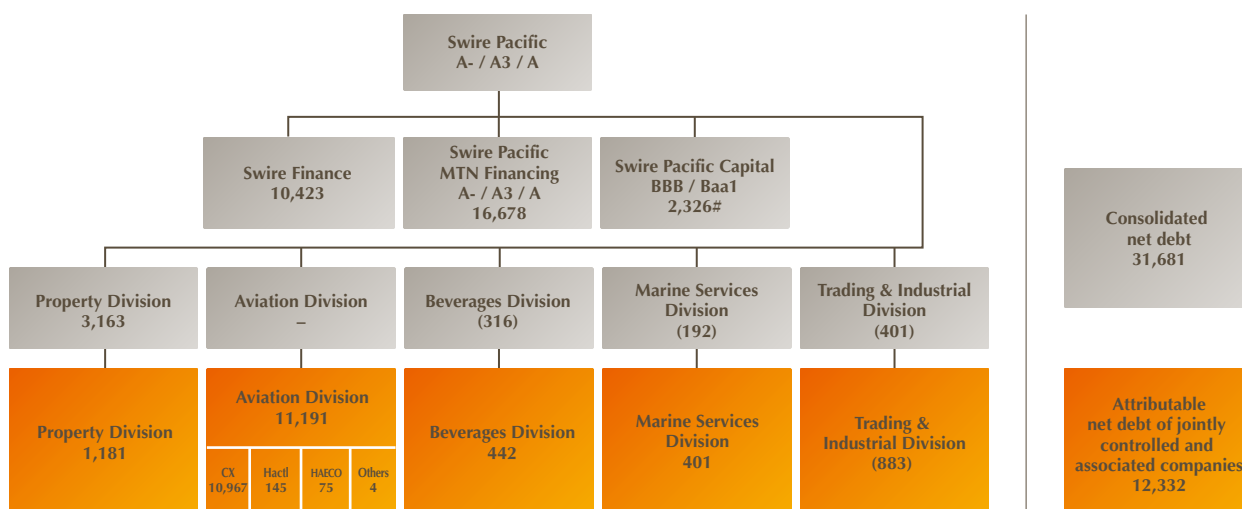 Swire Pacific
A- / A3 / A
Swire Finance
10,423
Swire Pacific
MTN Financing
A- / A3 / A
16,678
Swire Pacific Capital
BBB / Baa1
2,326#
Consolidated
net debt
31,681
Property Division
3,163
Aviation Division
–
Beverages Division
(316)
Marine Services
Division
(192)
Trading & Industrial
Division
(401)
Property Division
1,181
Aviation Division
11,191
CX
10,967
Hactl
145
HAECO
75
Others
4
Beverages Division
442
Marine Services
Division
401
Trading &
Industrial Division
(883)
Attributable
net debt of jointly
controlled and
associated companies
12,332